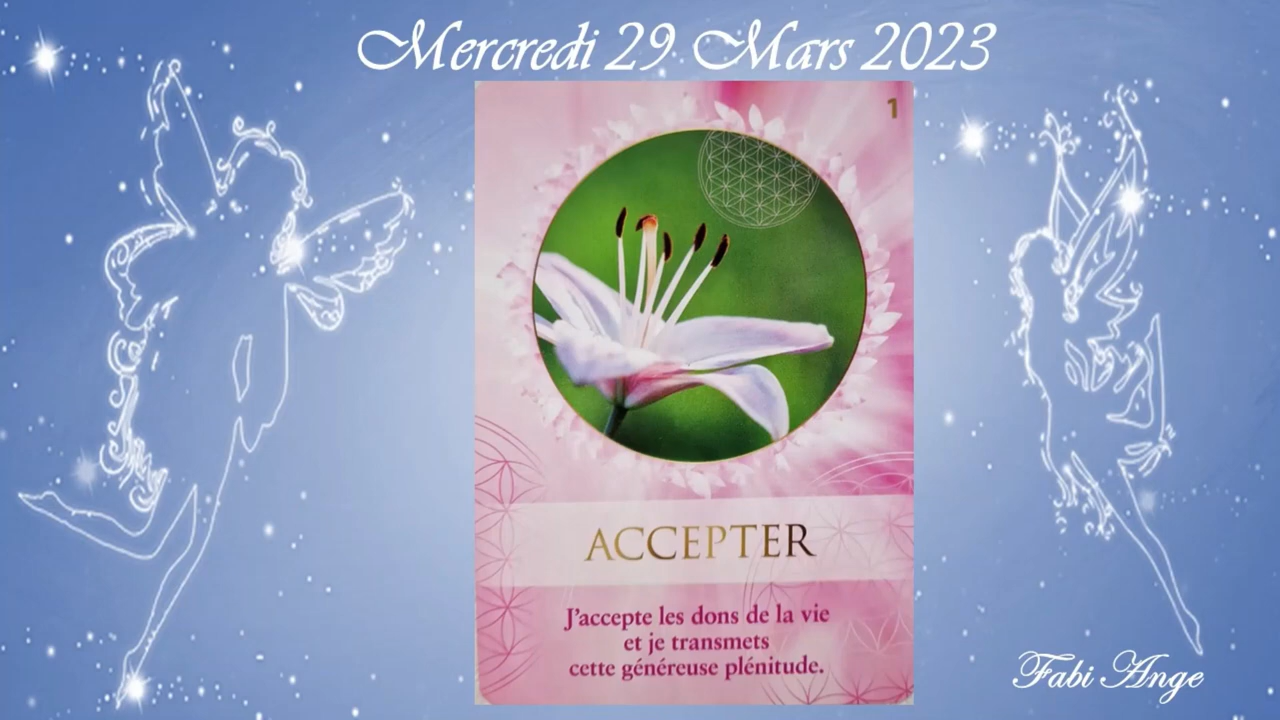 Mercredi 29 Mars 2023
1
ACCEPTER
J'accepte les dons de la vie
et je transmets
cette généreuse plénitude.
Fabi Ange